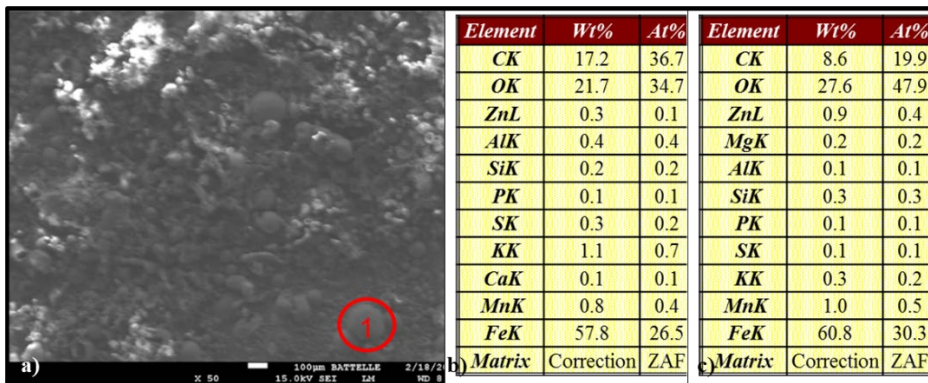 1
a)
100µm BATTELLE 2/18/20
X 50 15.0kV SEI LM WD 8
b)
Element Wt% At%
CK 17.2 36.7
OK 21.7 34.7
ZnL 0.3 0.1
AlK 0.4 0.4
SiK 0.2 0.2
PK 0.1 0.1
SK 0.3 0.2
KK 1.1 0.7
CaK 0.1 0.1
MnK 0.8 0.4
FeK 57.8 26.5
Matrix Correction ZAF
c)
Element Wt% At%
CK 8.6 19.9
OK 27.6 47.9
ZnL 0.9 0.4
MgK 0.2 0.2
AlK 0.1 0.1
SiK 0.3 0.3
PK 0.1 0.1
SK 0.1 0.1
KK 0.3 0.2
MnK 1.0 0.5
FeK 60.8 30.3
Matrix Correction ZAF